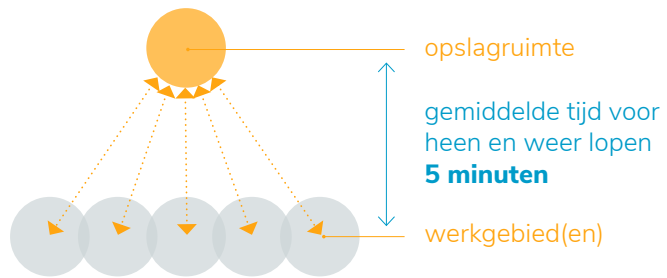 opslagruimte
gemiddelde tijd voor
heen en weer lopen
5 minuten
werkgebied(en)